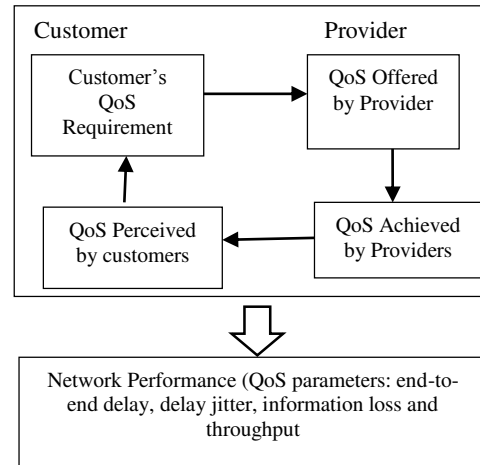 Customer
Provider
Customer's
QoS
Requirement
QoS Offered
by Provider
QoS Perceived
by customers
QoS Achieved
by Providers
Network Performance (QoS parameters: end-to-
end delay, delay jitter, information loss and
throughput